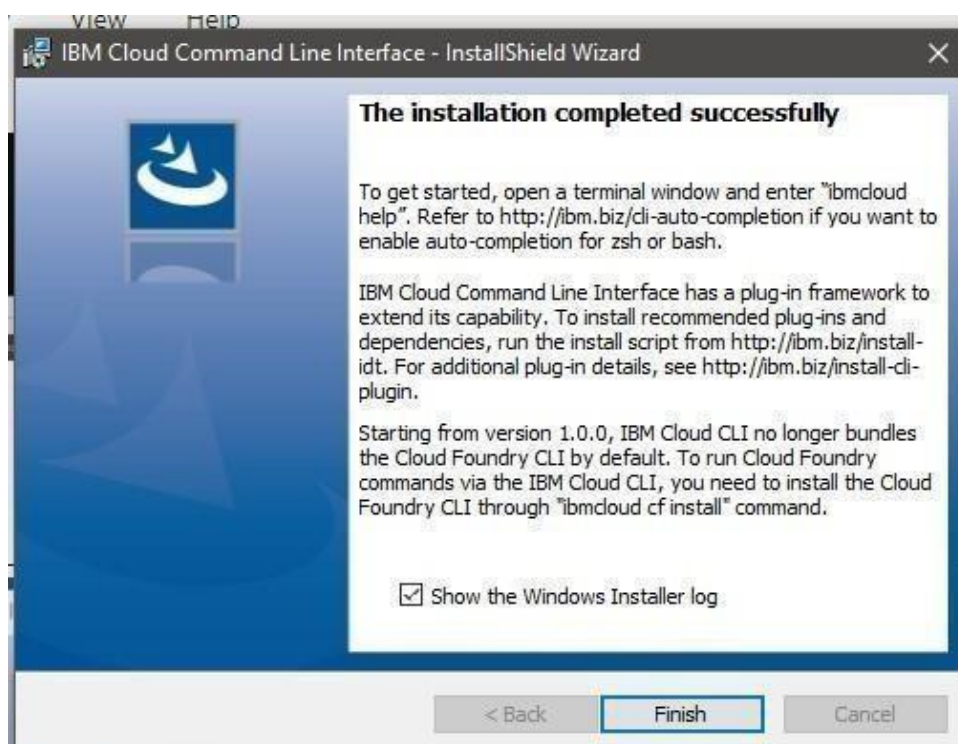 View Help
IBM Cloud Command Line Interface - InstallShield Wizard
The installation completed successfully
To get started, open a terminal window and enter "ibmcloud
help". Refer to http://ibm.biz/cli-auto-completion if you want to
enable auto-completion for zsh or bash.
IBM Cloud Command Line Interface has a plug-in framework to
extend its capability. To install recommended plug-ins and
dependencies, run the install script from http://ibm.biz/install-
idt. For additional plug-in details, see http://ibm.biz/install-cli-
plugin.
Starting from version 1.0.0, IBM Cloud CLI no longer bundles
the Cloud Foundry CLI by default. To run Cloud Foundry
commands via the IBM Cloud CLI, you need to install the Cloud
Foundry CLI through "ibmcloud cf install" command.
Show the Windows Installer log
< Back Finish Cancel